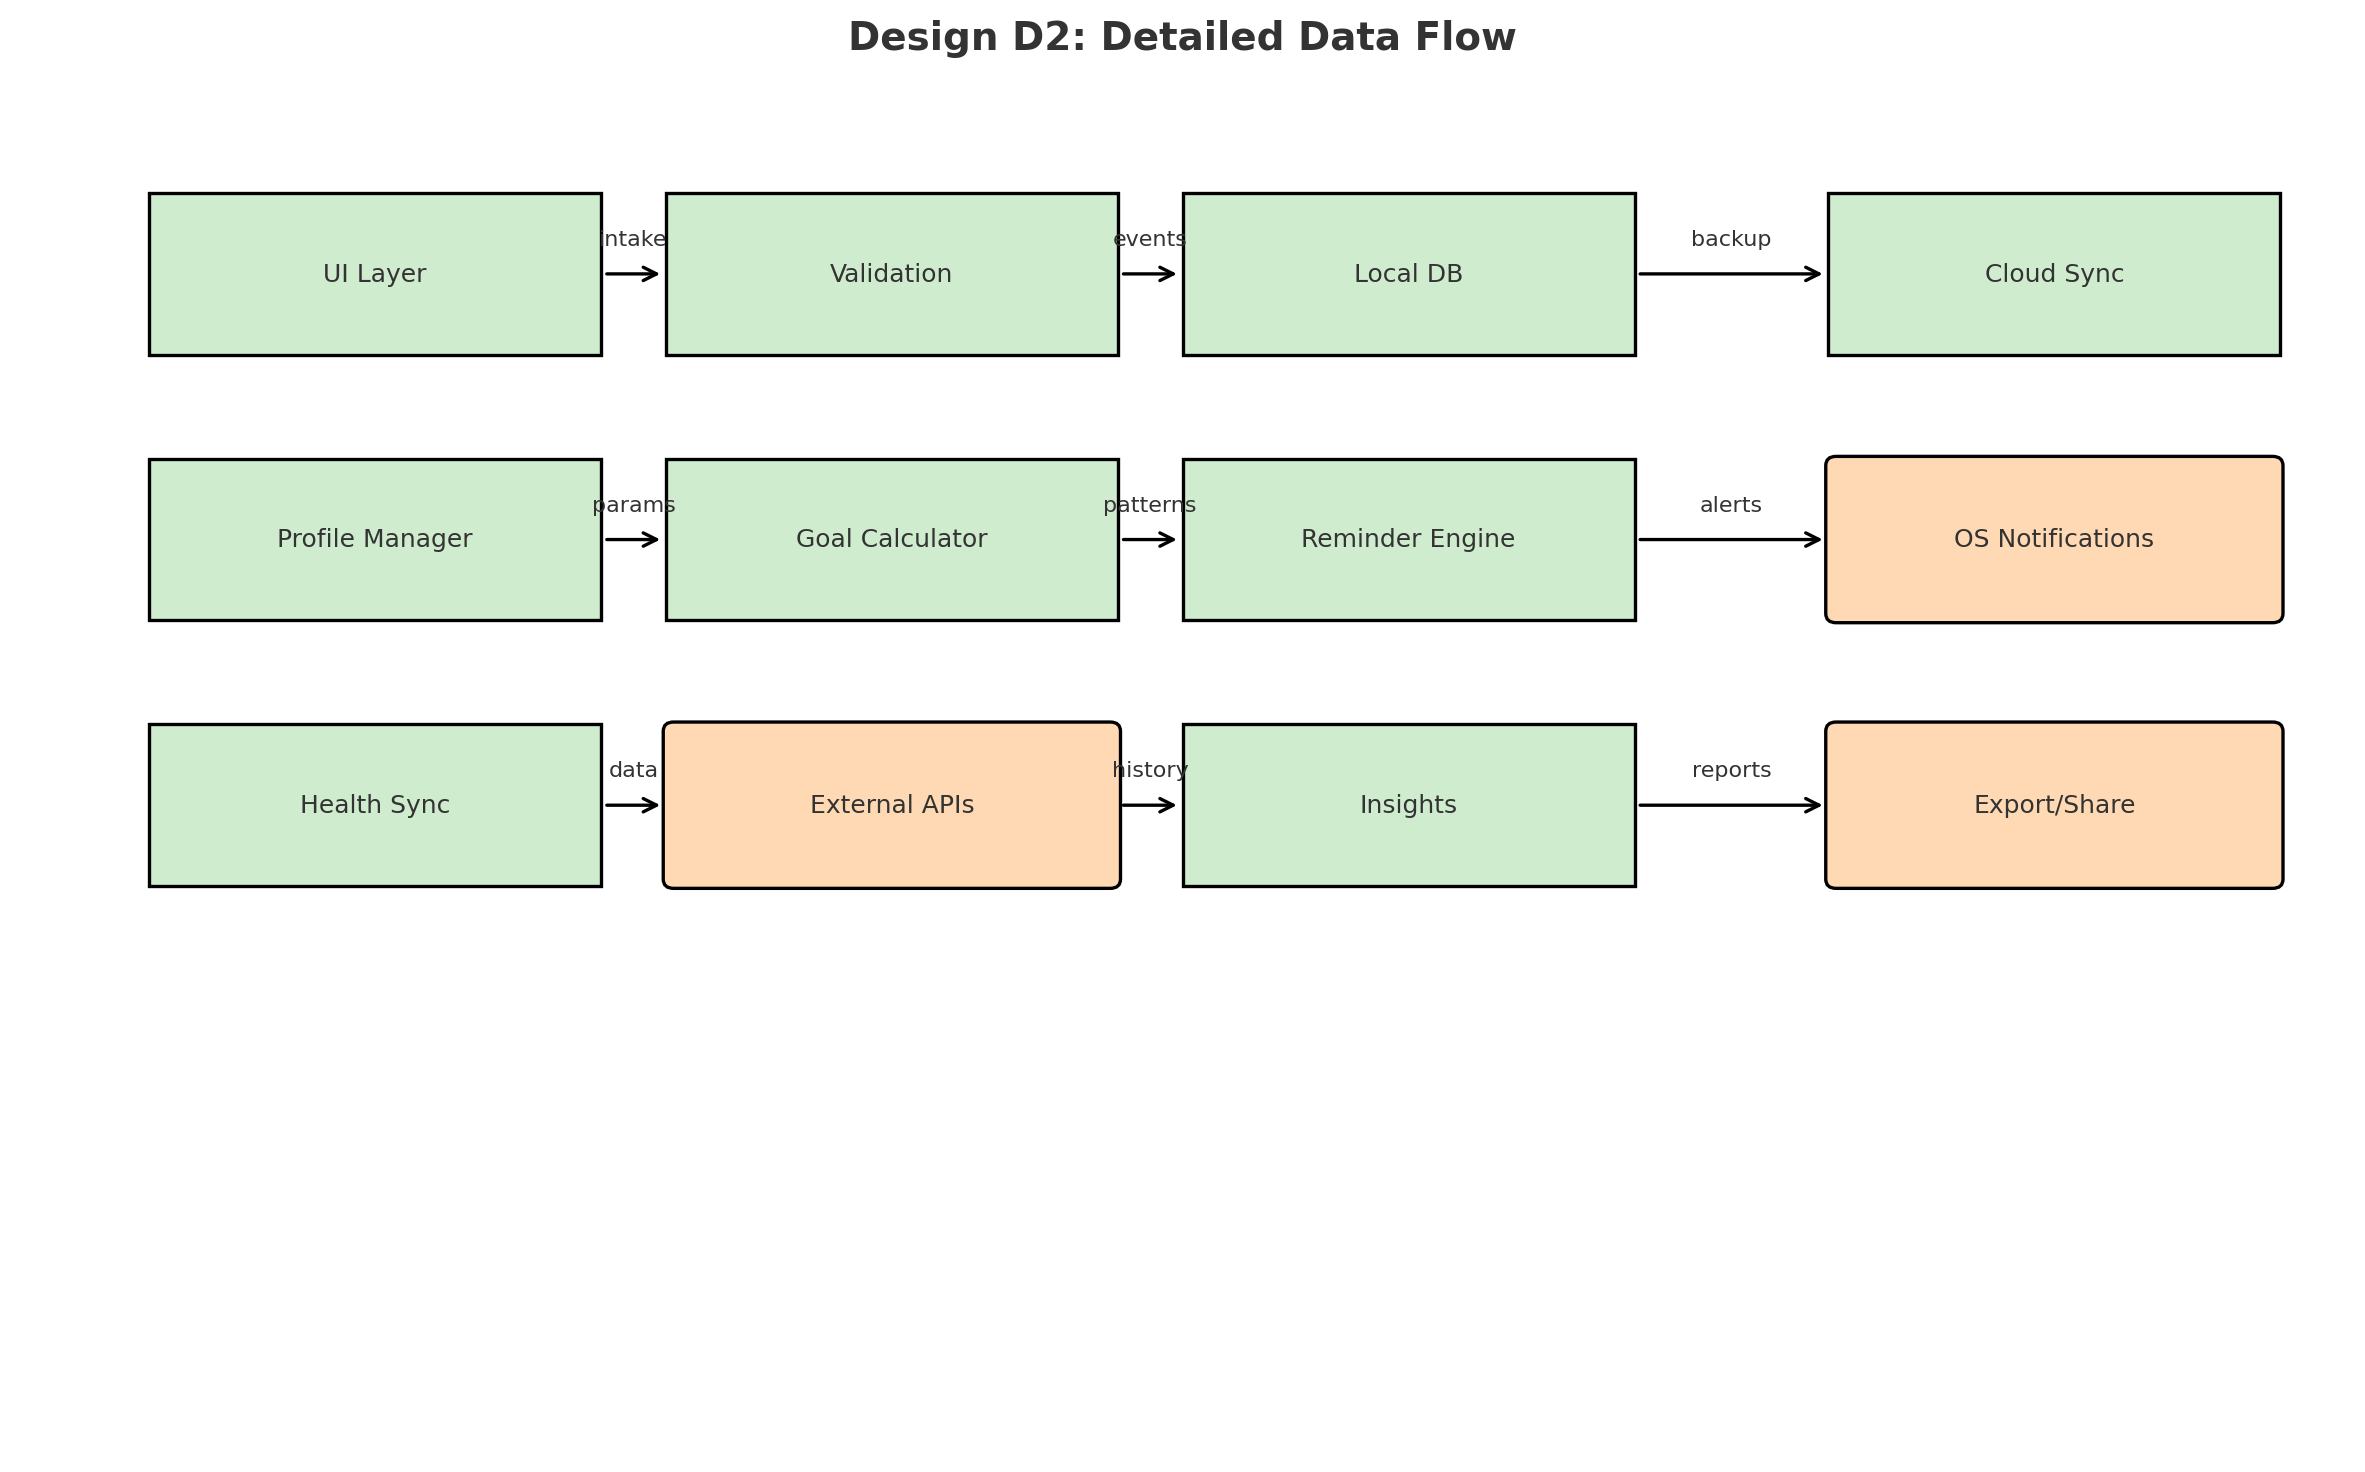 Design D2: Detailed Data Flow
intake
events
backup
UI Layer
Validation
Local DB
Cloud Sync
params
patterns
alerts
Profile Manager
Goal Calculator
Reminder Engine
OS Notifications
data
history
reports
Health Sync
External APIs
Insights
Export/Share